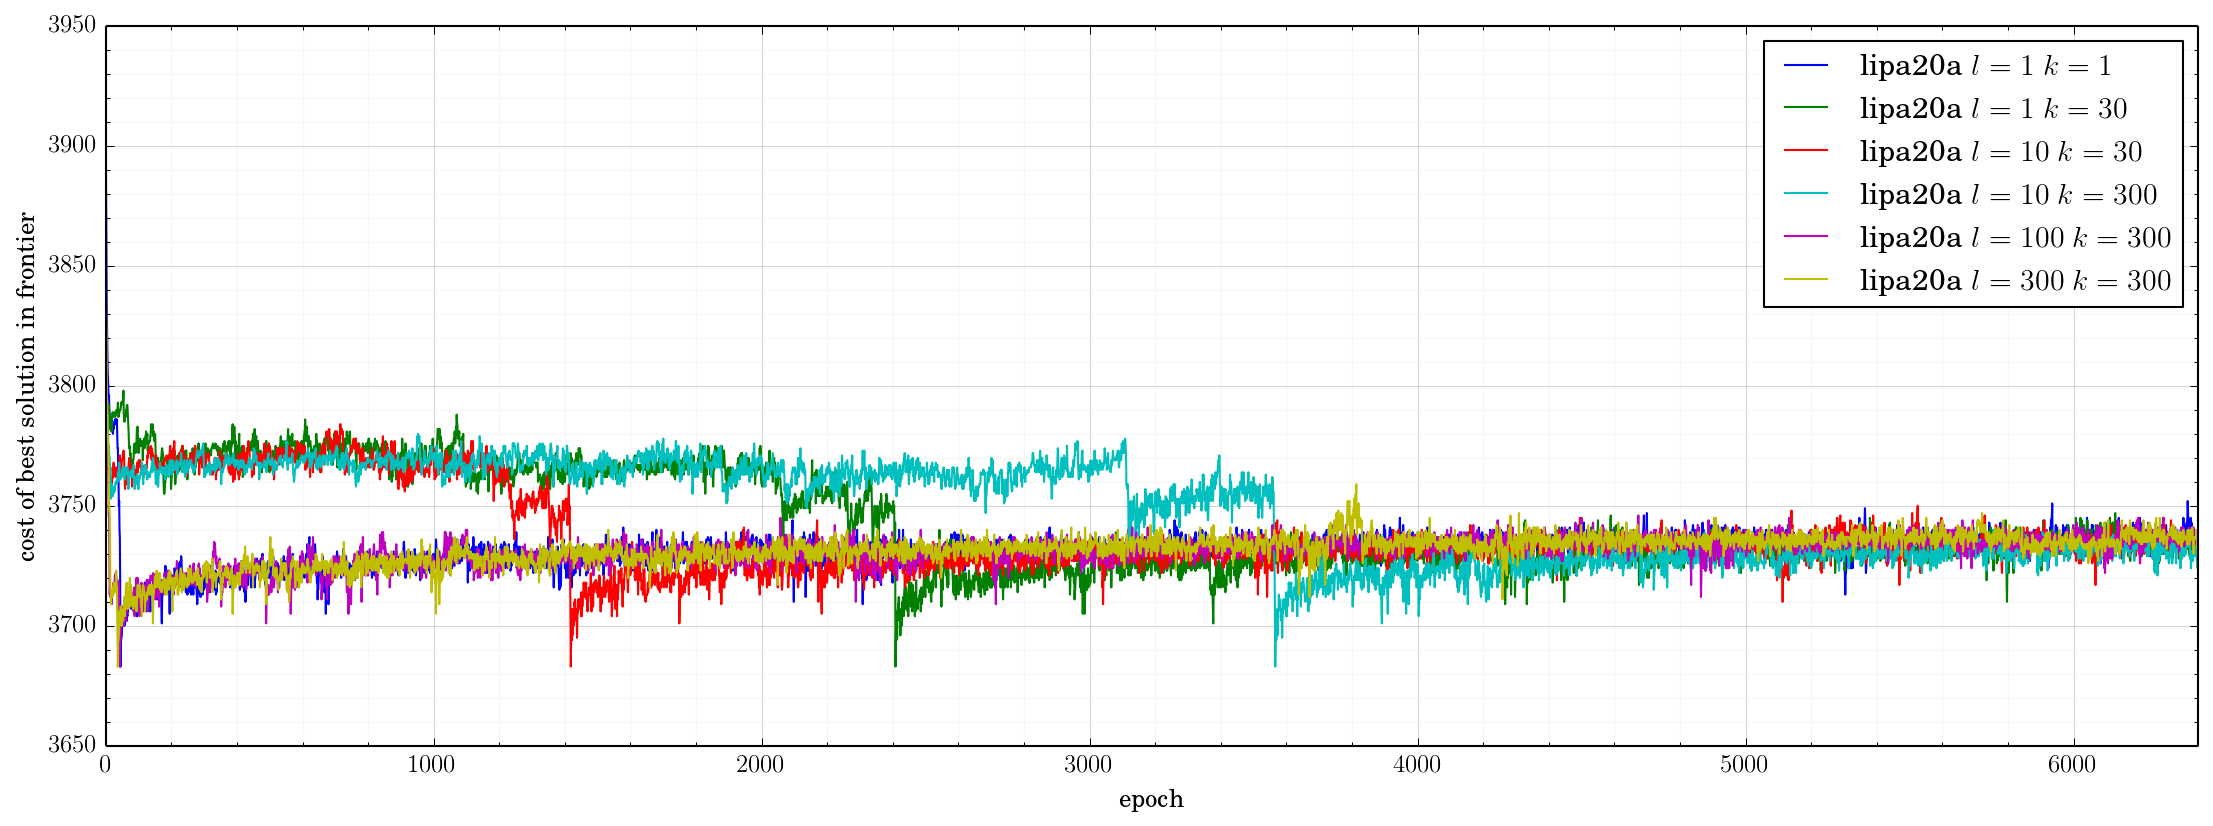 3950
3900
3850
3800
3750
3700
3650
cost of best solution in frontier
lipa20a l = 1 k = 1
lipa20a l = 1 k = 30
lipa20a l = 10 k = 30
lipa20a l = 10 k = 300
lipa20a l = 100 k = 300
lipa20a l = 300 k = 300
0 1000 2000 3000 4000 5000 6000
epoch